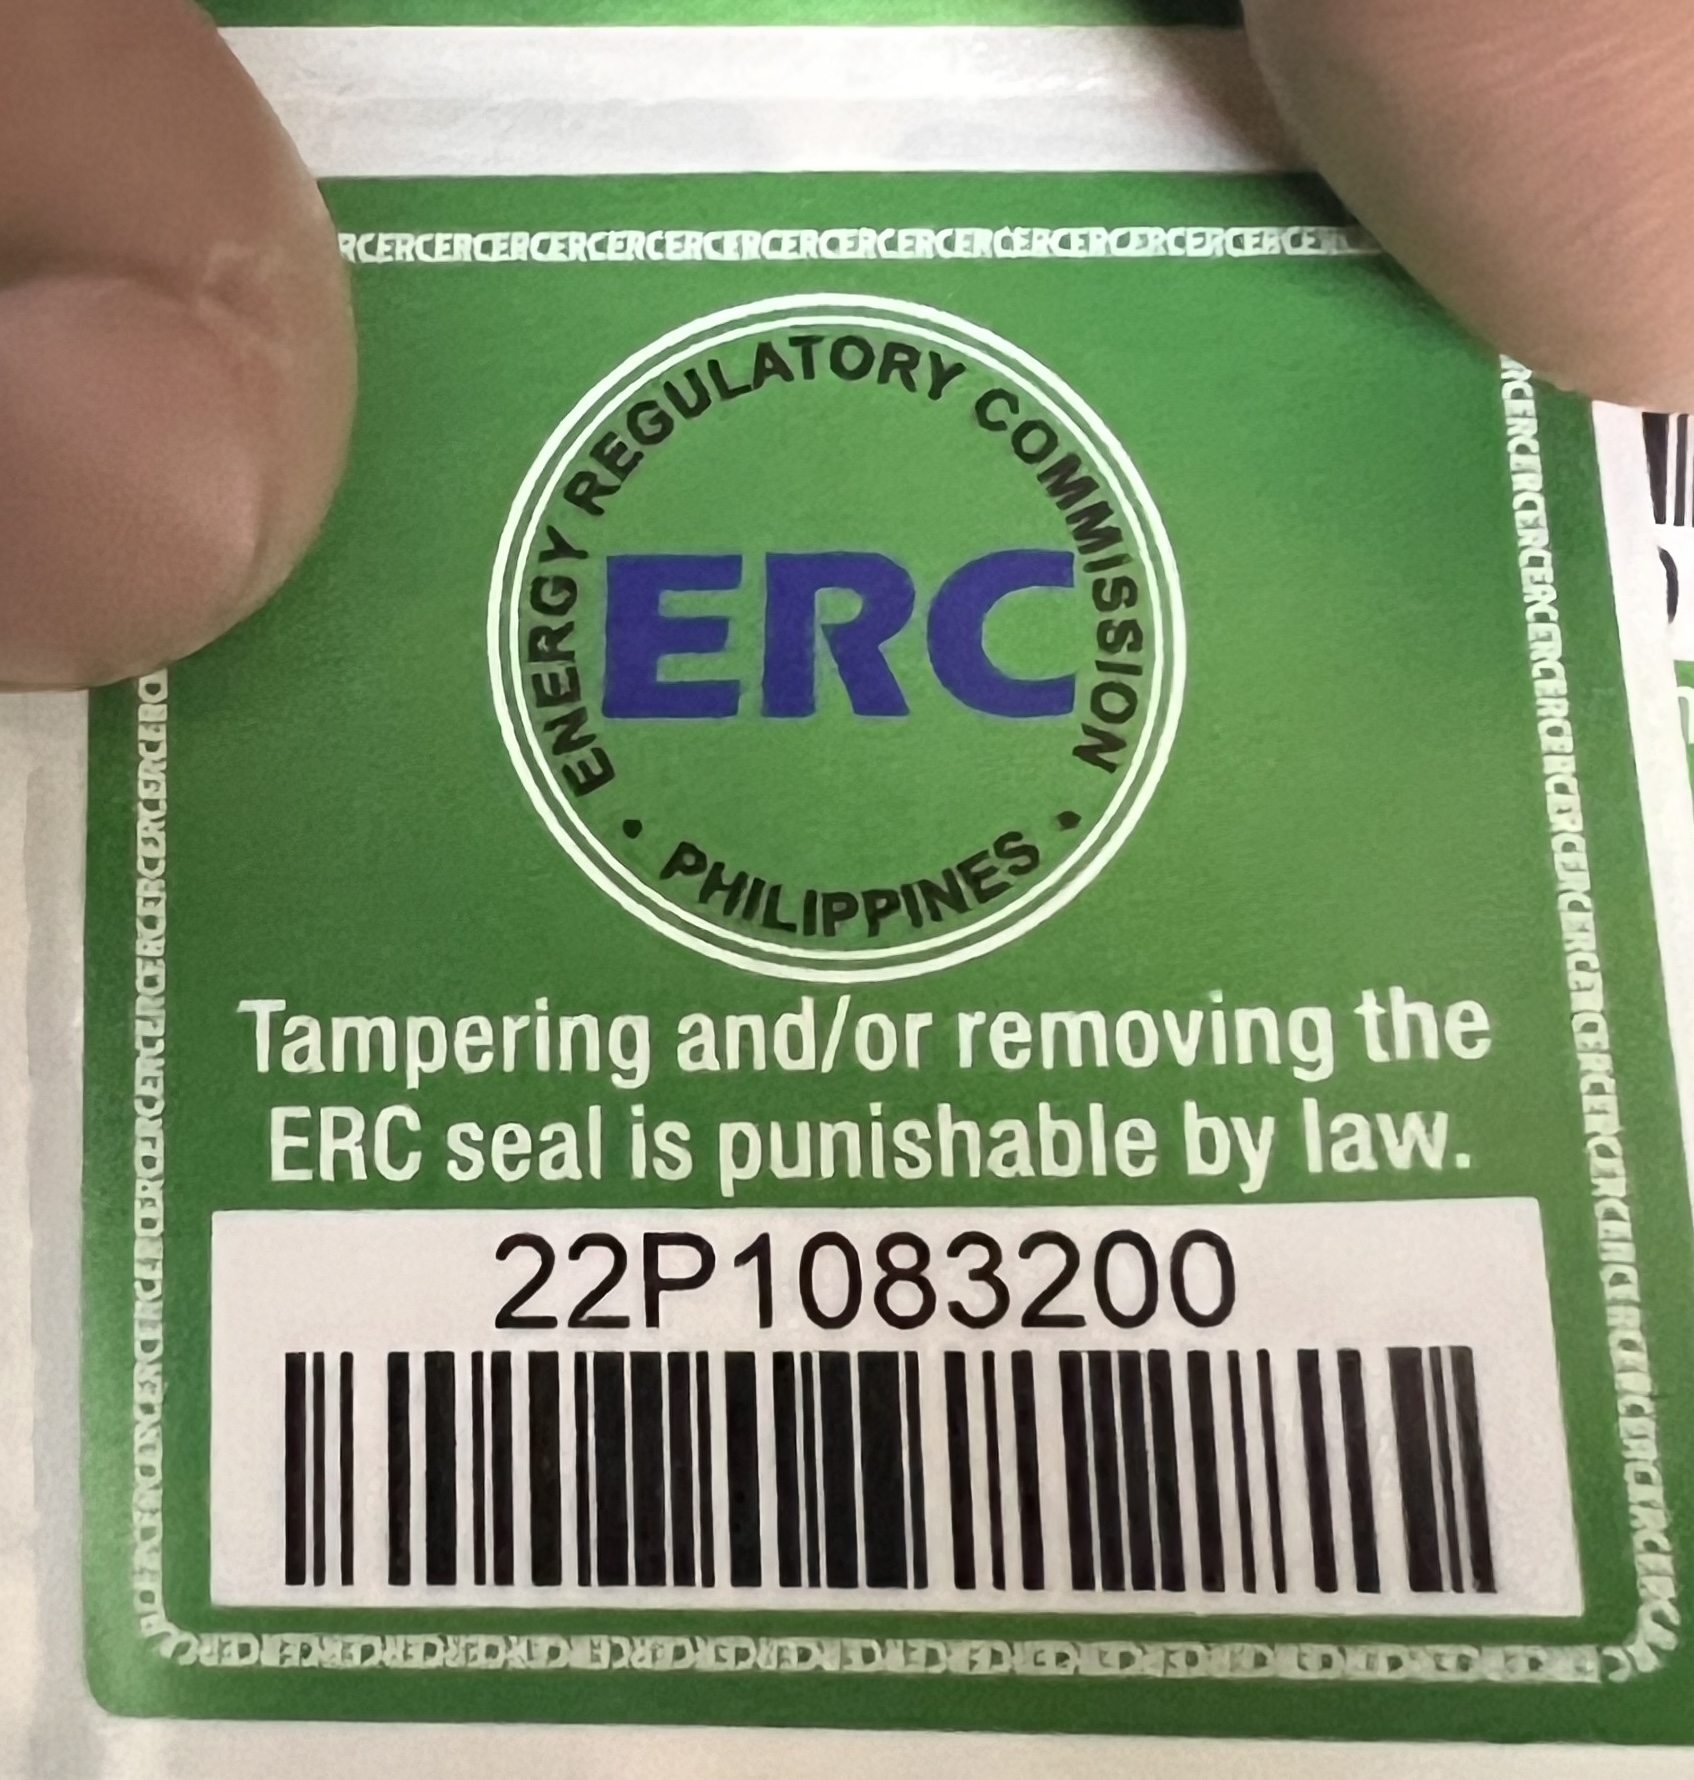 RCERCERCERCERCERCERCERCERCERCERCERCERCERCERCERCERCERCE
ENERGY REGULATORY COMMISSION
ERC
• PHILIPPINES •
Tampering and/or removing the
ERC seal is punishable by law.
22P1083200